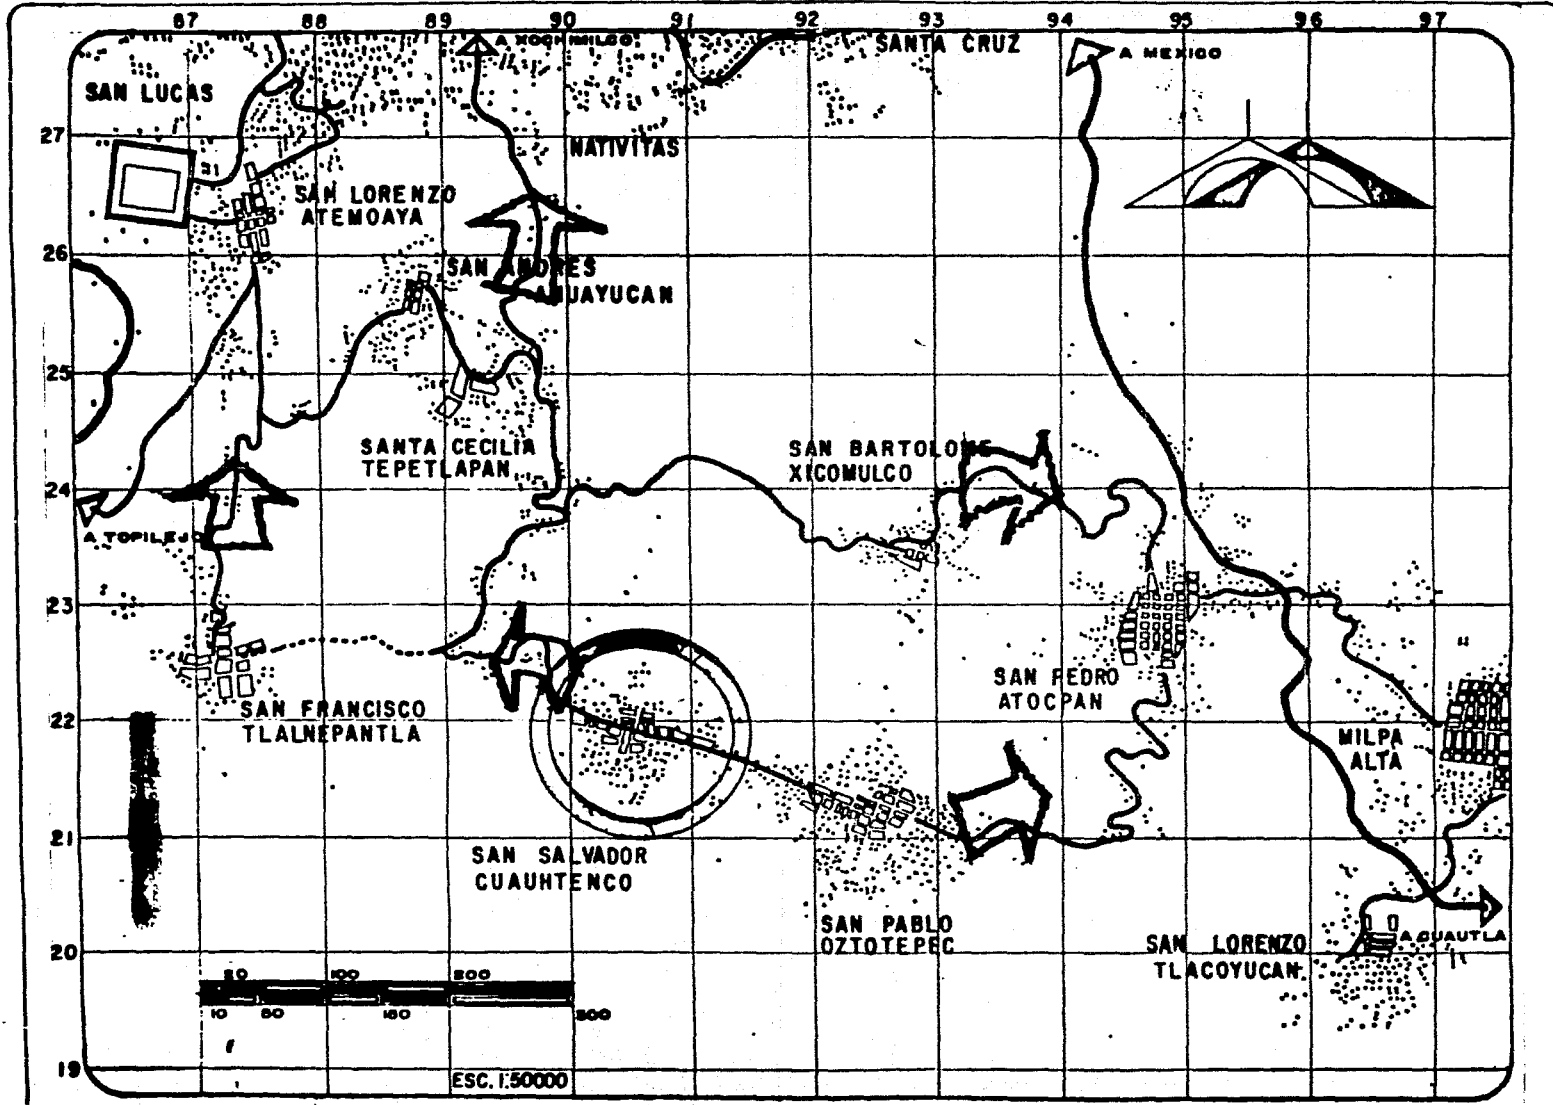 87 88 89 90 91 92 93 94 95 96 97
A XOCHIMILCO
SANTA CRUZ
A MEXICO
SAN LUCAS
27
NATIVITAS
SAN LORENZO
ATEMOAYA
26
SAN ANDRES
AHUAYUCAN
25
SANTA CECILIA
TEPETLAPAN
SAN BARTOLOME
XICOMULCO
24
A TOPILEJO
23
SAN FRANCISCO
TLALNEPANTLA
SAN PEDRO
ATOCPAN
22
MILPA
ALTA
21
SAN SALVADOR
CUAUHTENCO
SAN PABLO
OZTOTEPEC
A CUAUTLA
SAN LORENZO
TLACOYUCAN
20
100 200
10 150 300
19
ESC. 1:50000